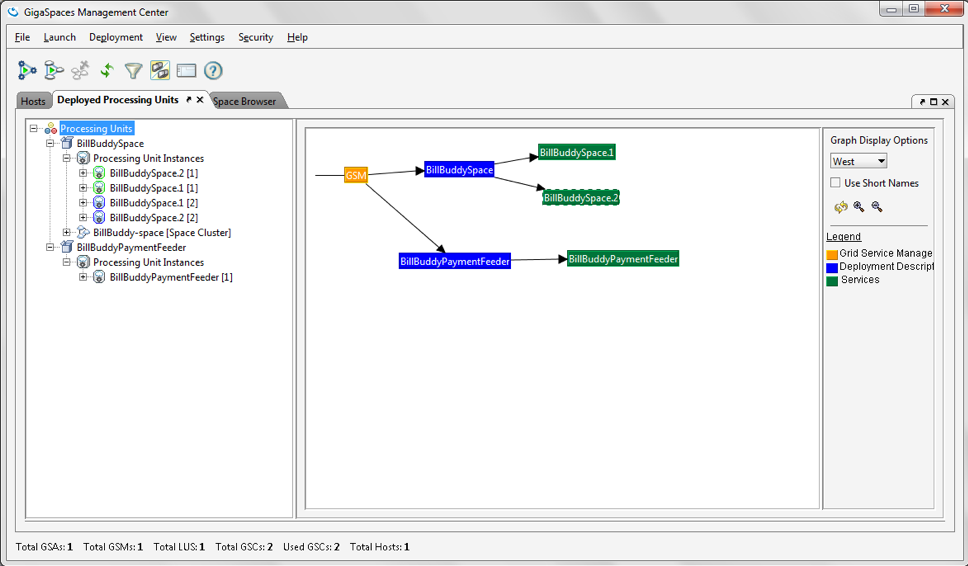 GigaSpaces Management Center
File Launch Deployment View Settings Security Help
Hosts Deployed Processing Units Space Browser
Processing Units
BillBuddySpace
Processing Unit Instances
BillBuddySpace.2 [1]
BillBuddySpace.1 [1]
BillBuddySpace.1 [2]
BillBuddySpace.2 [2]
BillBuddy-space [Space Cluster]
BillBuddyPaymentFeeder
Processing Unit Instances
BillBuddyPaymentFeeder [1]
GSM
BillBuddySpace
BillBuddySpace.1
BillBuddySpace.2
BillBuddyPaymentFeeder
BillBuddyPaymentFeeder
Graph Display Options
West
Use Short Names
Legend
Grid Service Manage
Deployment Descript
Services
Total GSAs: 1 Total GSMs: 1 Total LUS: 1 Total GSCs: 2 Used GSCs: 2 Total Hosts: 1